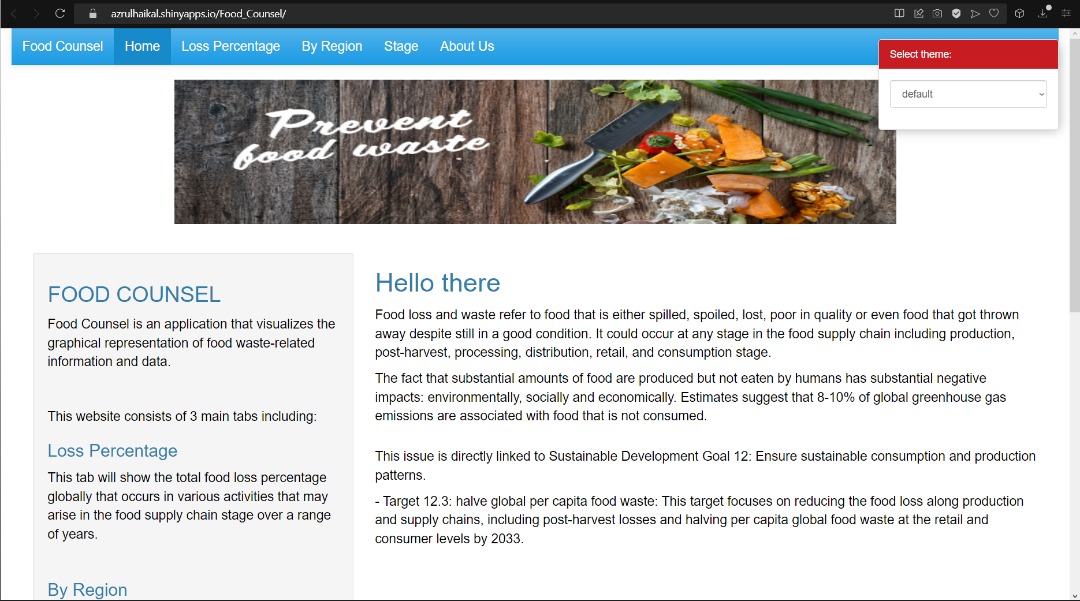 azrulhaikal.shinyapps.io/Food_Counsel/
Food Counsel Home Loss Percentage By Region Stage About Us
Select theme:
default
Prevent
food waste
FOOD COUNSEL
Food Counsel is an application that visualizes the
graphical representation of food waste-related
information and data.
This website consists of 3 main tabs including:
Loss Percentage
This tab will show the total food loss percentage
globally that occurs in various activities that may
arise in the food supply chain stage over a range
of years.
By Region
Hello there
Food loss and waste refer to food that is either spilled, spoiled, lost, poor in quality or even food that got thrown
away despite still in a good condition. It could occur at any stage in the food supply chain including production,
post-harvest, processing, distribution, retail, and consumption stage.
The fact that substantial amounts of food are produced but not eaten by humans has substantial negative
impacts: environmentally, socially and economically. Estimates suggest that 8-10% of global greenhouse gas
emissions are associated with food that is not consumed.
This issue is directly linked to Sustainable Development Goal 12: Ensure sustainable consumption and production
patterns.
- Target 12.3: halve global per capita food waste: This target focuses on reducing the food loss along production
and supply chains, including post-harvest losses and halving per capita global food waste at the retail and
consumer levels by 2033.